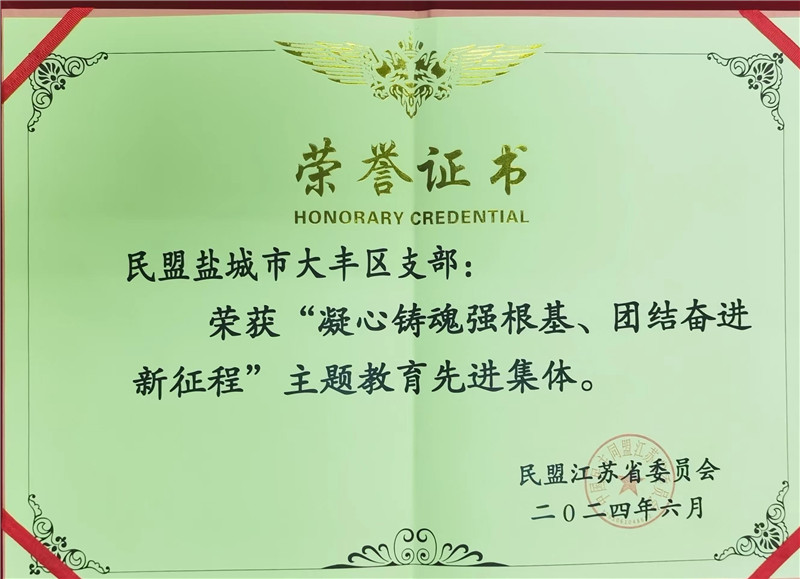 荣誉证书
HONORARY CREDENTIAL
民盟盐城市大丰区支部：
荣获“凝心铸魂强根基、团结奋进
新征程”主题教育先进集体。
民盟江苏省委员会
二0二四年六月